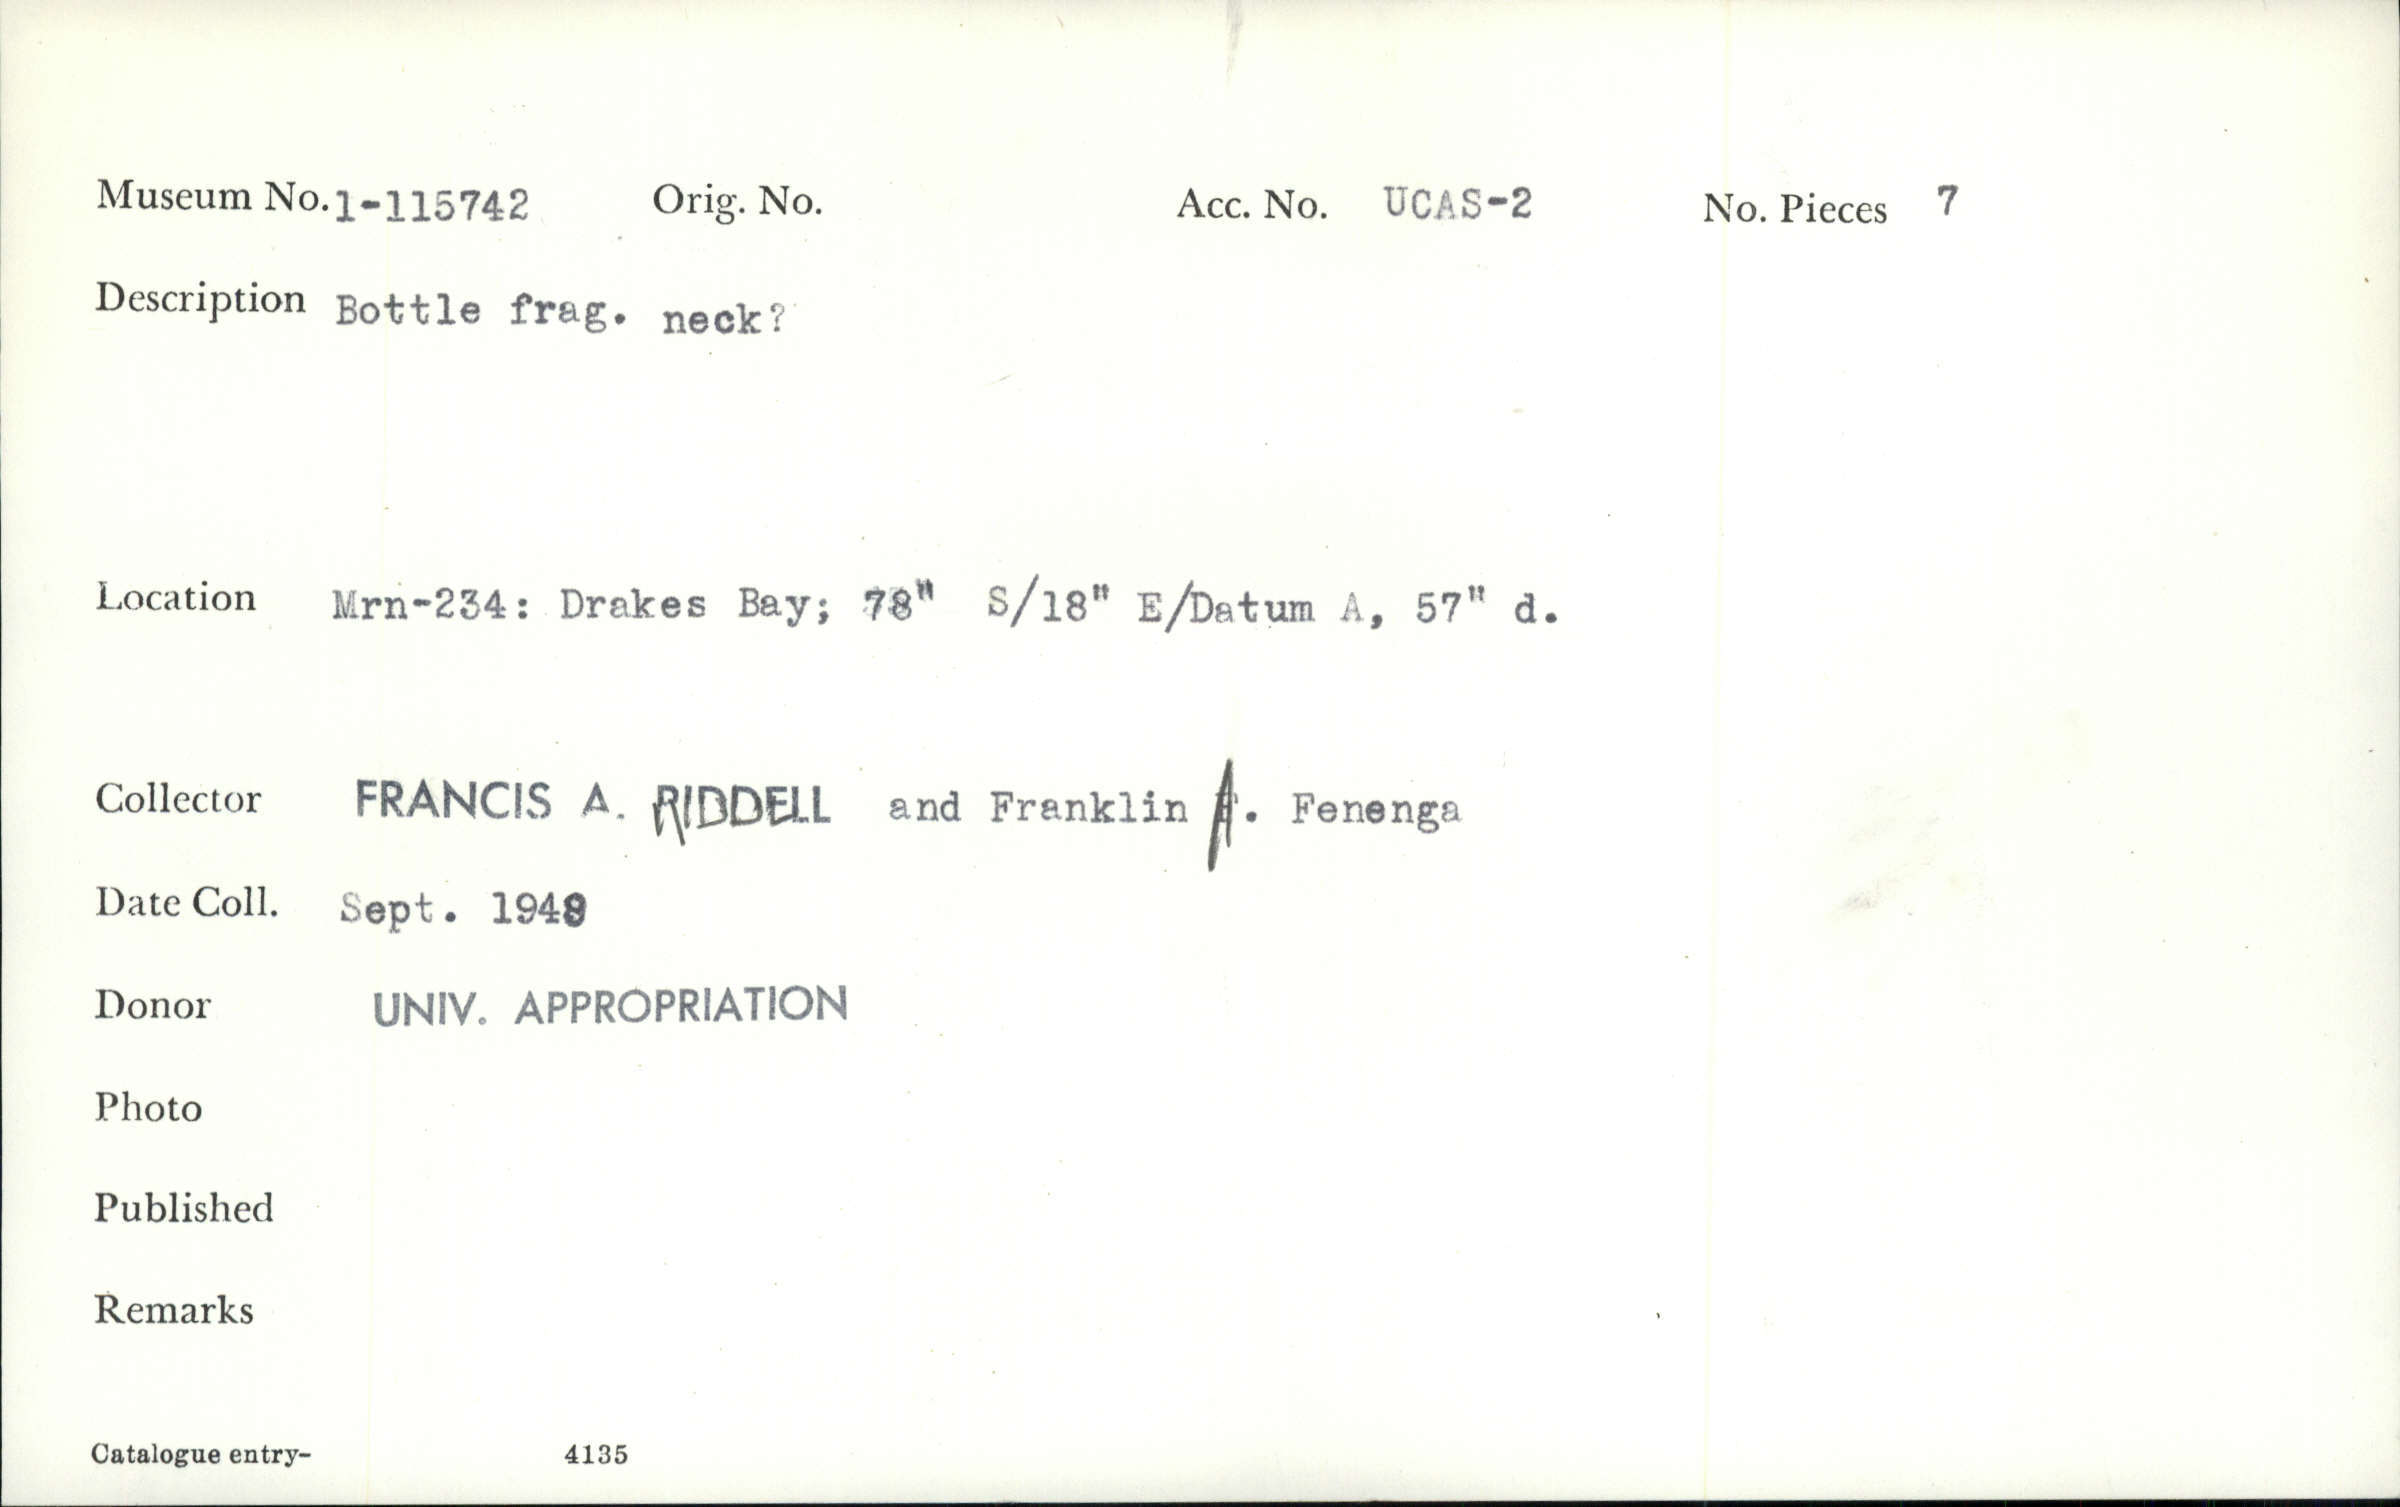 Museum No. 1-115742 Orig. No. Acc. No. UCAS-2 No. Pieces 7
Description Bottle frag. neck?
Location Mrn-234: Drakes Bay; 78" S/18" E/Datum A, 57" d.
Collector FRANCIS A. RIDDELL and Franklin . Fenenga
Date Coll. Sept. 1949
Donor UNIV. APPROPRIATION
Photo
Published
Remarks
Catalogue entry- 4135